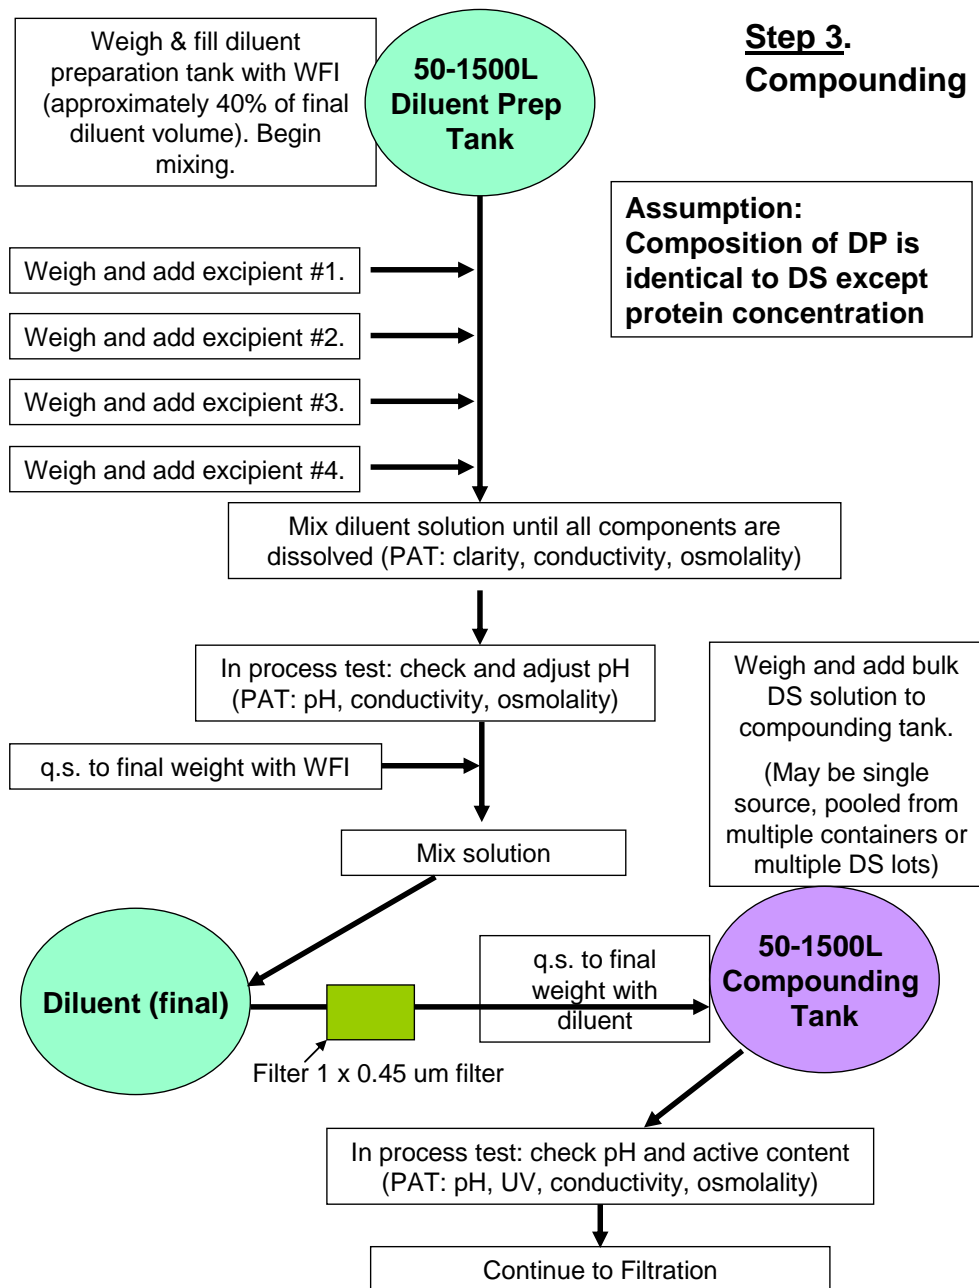 Step 3.
Compounding
Weigh & fill diluent
preparation tank with WFI
(approximately 40% of final
diluent volume). Begin
mixing.
50-1500L
Diluent Prep
Tank
Assumption:
Composition of DP is
identical to DS except
protein concentration
Weigh and add excipient #1.
Weigh and add excipient #2.
Weigh and add excipient #3.
Weigh and add excipient #4.
Mix diluent solution until all components are
dissolved (PAT: clarity, conductivity, osmolality)
In process test: check and adjust pH
(PAT: pH, conductivity, osmolality)
q.s. to final weight with WFI
Mix solution
Weigh and add bulk
DS solution to
compounding tank.
(May be single
source, pooled from
multiple containers or
multiple DS lots)
Diluent (final)
Filter 1 x 0.45 um filter
q.s. to final
weight with
diluent
50-1500L
Compounding
Tank
In process test: check pH and active content
(PAT: pH, UV, conductivity, osmolality)
Continue to Filtration